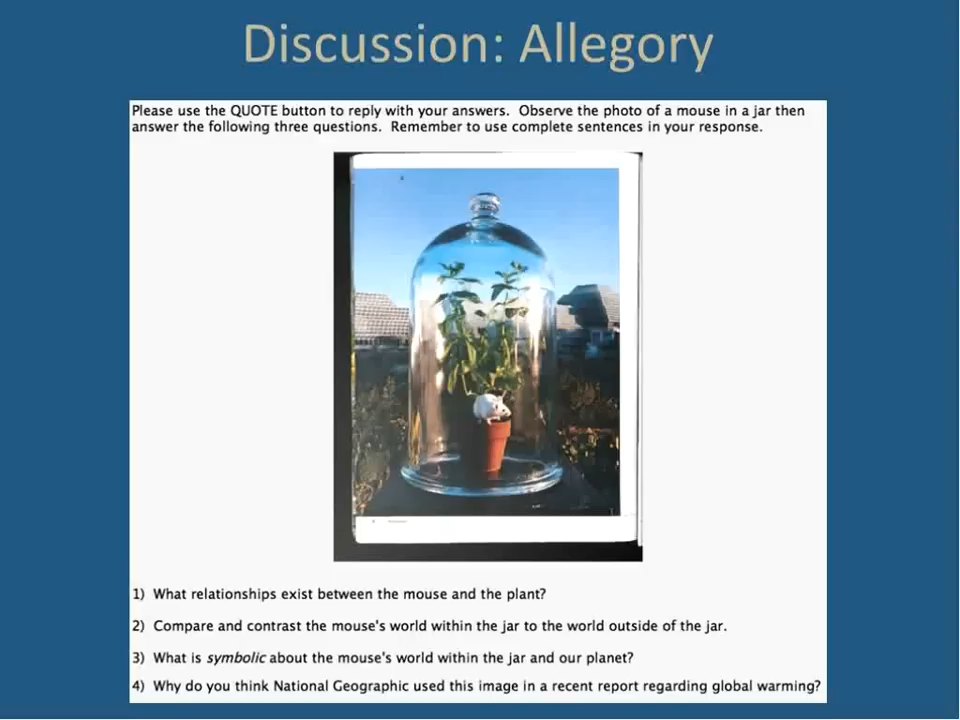 Discussion: Allegory
Please use the QUOTE button to reply with your answers.  Observe the photo of a mouse in a jar then
answer the following three questions.  Remember to use complete sentences in your response.
1)  What relationships exist between the mouse and the plant?
2)  Compare and contrast the mouse's world within the jar to the world outside of the jar.
3)  What is symbolic about the mouse's world within the jar and our planet?
4)  Why do you think National Geographic used this image in a recent report regarding global warming?